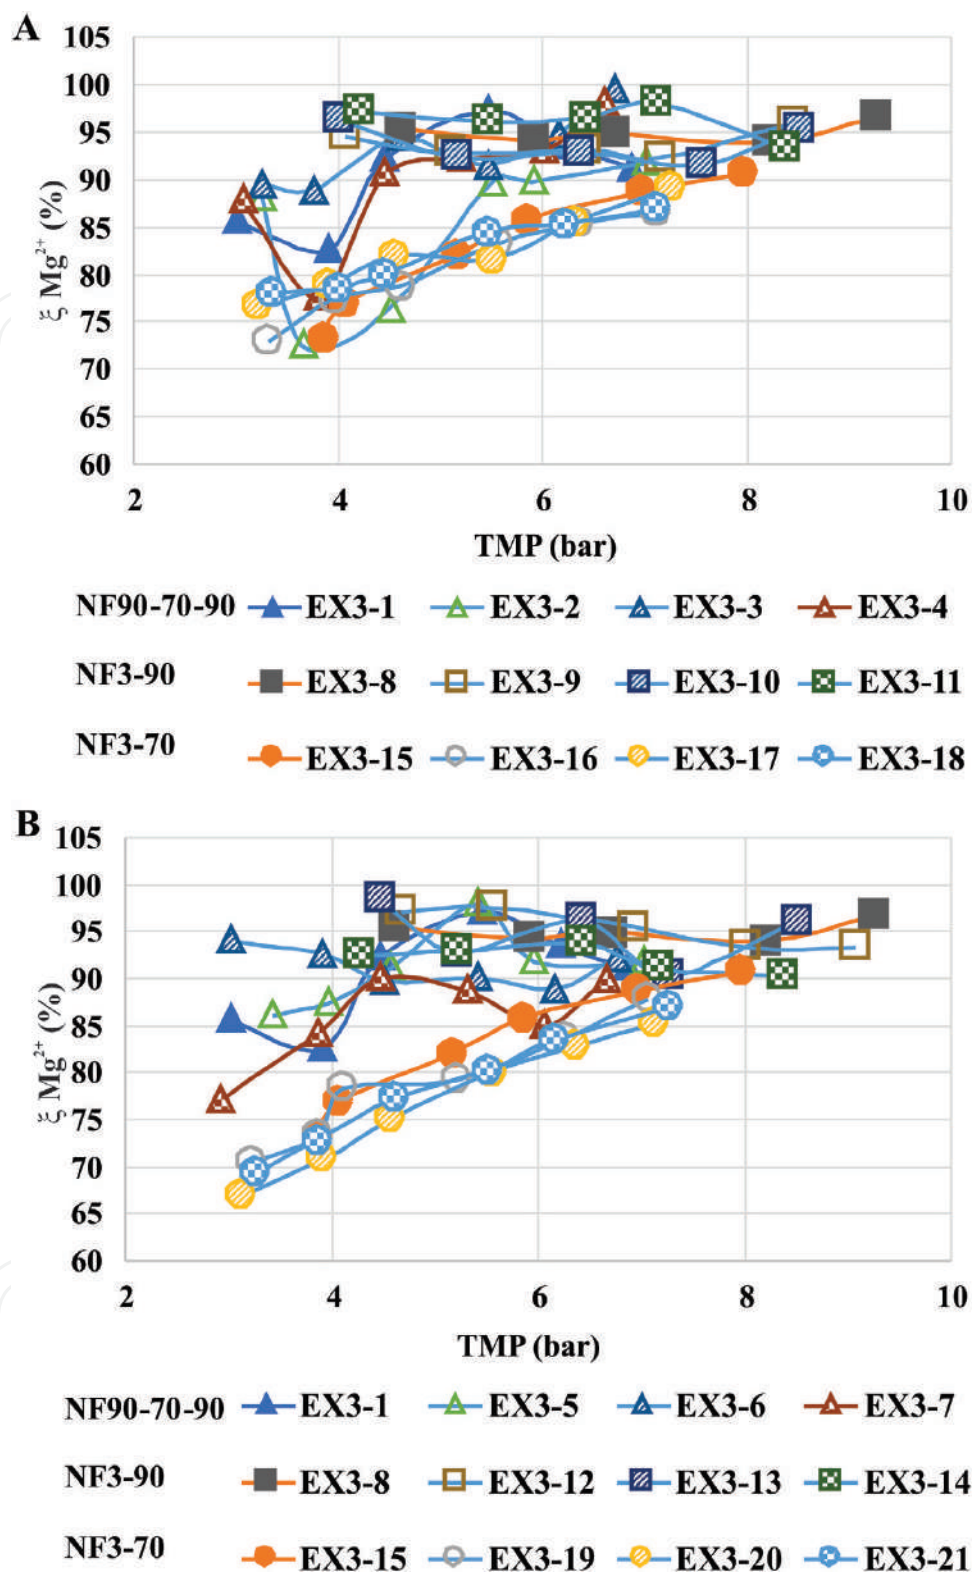 A
105
100
95
90
85
80
75
70
65
60
ξ Mg²⁺ (%)
2 4 6 8 10
TMP (bar)
NF90-70-90 EX3-1 EX3-2 EX3-3 EX3-4
NF3-90 EX3-8 EX3-9 EX3-10 EX3-11
NF3-70 EX3-15 EX3-16 EX3-17 EX3-18
B
105
100
95
90
85
80
75
70
65
60
ξ Mg²⁺ (%)
2 4 6 8 10
TMP (bar)
NF90-70-90 EX3-1 EX3-5 EX3-6 EX3-7
NF3-90 EX3-8 EX3-12 EX3-13 EX3-14
NF3-70 EX3-15 EX3-19 EX3-20 EX3-21